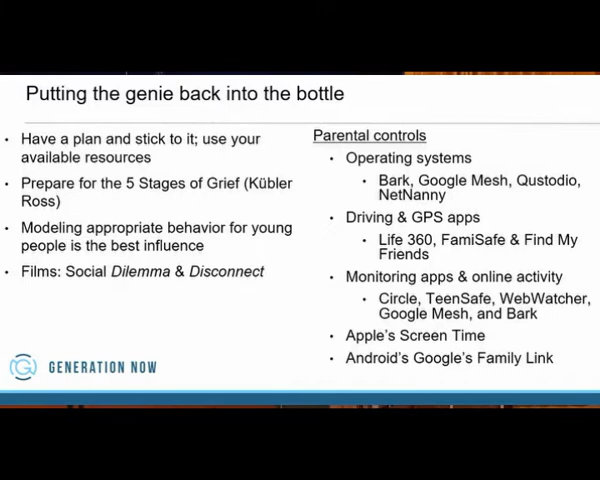 Putting the genie back into the bottle
Have a plan and stick to it; use your
available resources
Prepare for the 5 Stages of Grief (Kübler
Ross)
Modeling appropriate behavior for young
people is the best influence
Films: Social Dilemma & Disconnect
Parental controls
Operating systems
Bark, Google Mesh, Qustodio,
NetNanny
Driving & GPS apps
Life 360, FamiSafe & Find My
Friends
Monitoring apps & online activity
Circle, TeenSafe, WebWatcher,
Google Mesh, and Bark
Apple's Screen Time
Android's Google's Family Link
GENERATION NOW